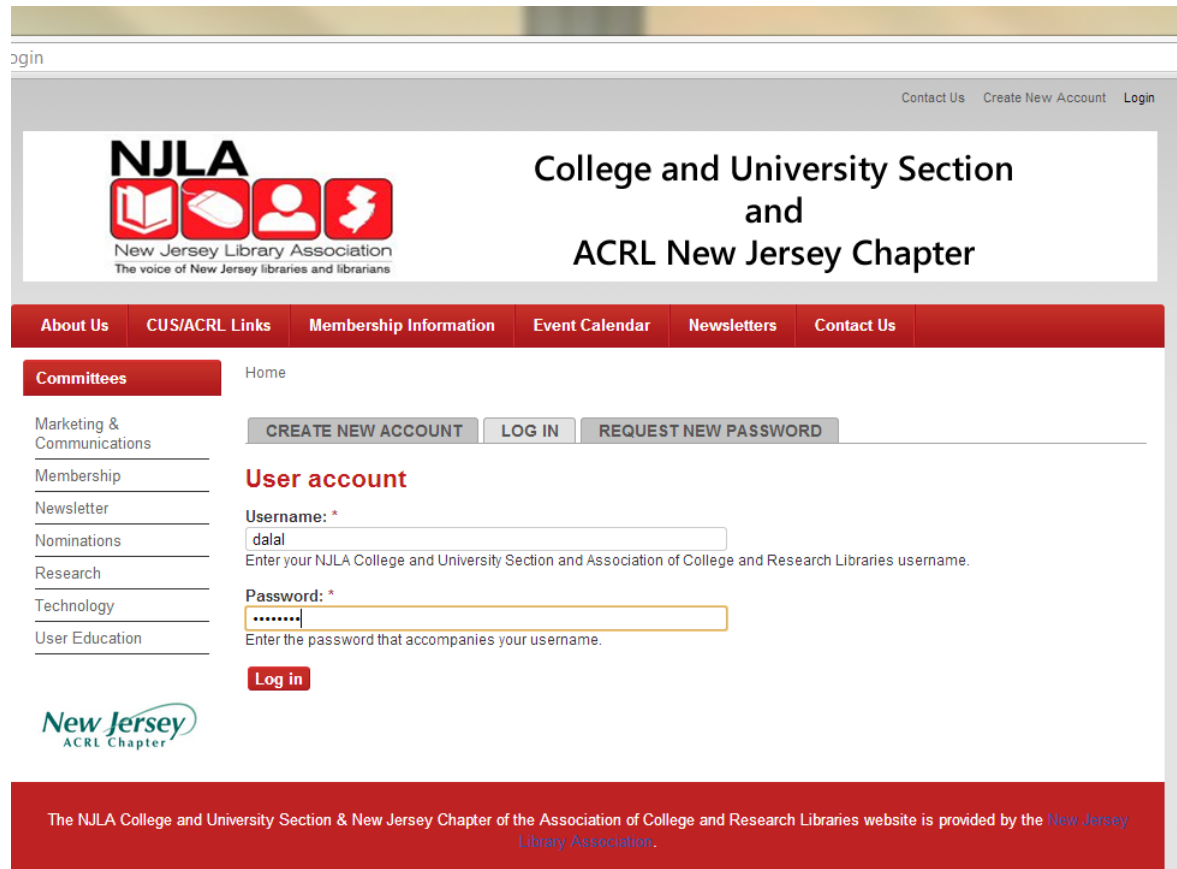 ogin
Contact Us Create New Account Login
NJLA
New Jersey Library Association
The voice of New Jersey libraries and librarians
College and University Section
and
ACRL New Jersey Chapter
About Us CUS/ACRL Links Membership Information Event Calendar Newsletters Contact Us
Committees
Marketing &
Communications
Membership
Newsletter
Nominations
Research
Technology
User Education
New Jersey
ACRL Chapter
Home
CREATE NEW ACCOUNT LOG IN REQUEST NEW PASSWORD
User account
Username: *
dalal
Enter your NJLA College and University Section and Association of College and Research Libraries username.
Password: *
••••••••
Enter the password that accompanies your username.
Log in
The NJLA College and University Section & New Jersey Chapter of the Association of College and Research Libraries website is provided by the New Jersey
Library Association.